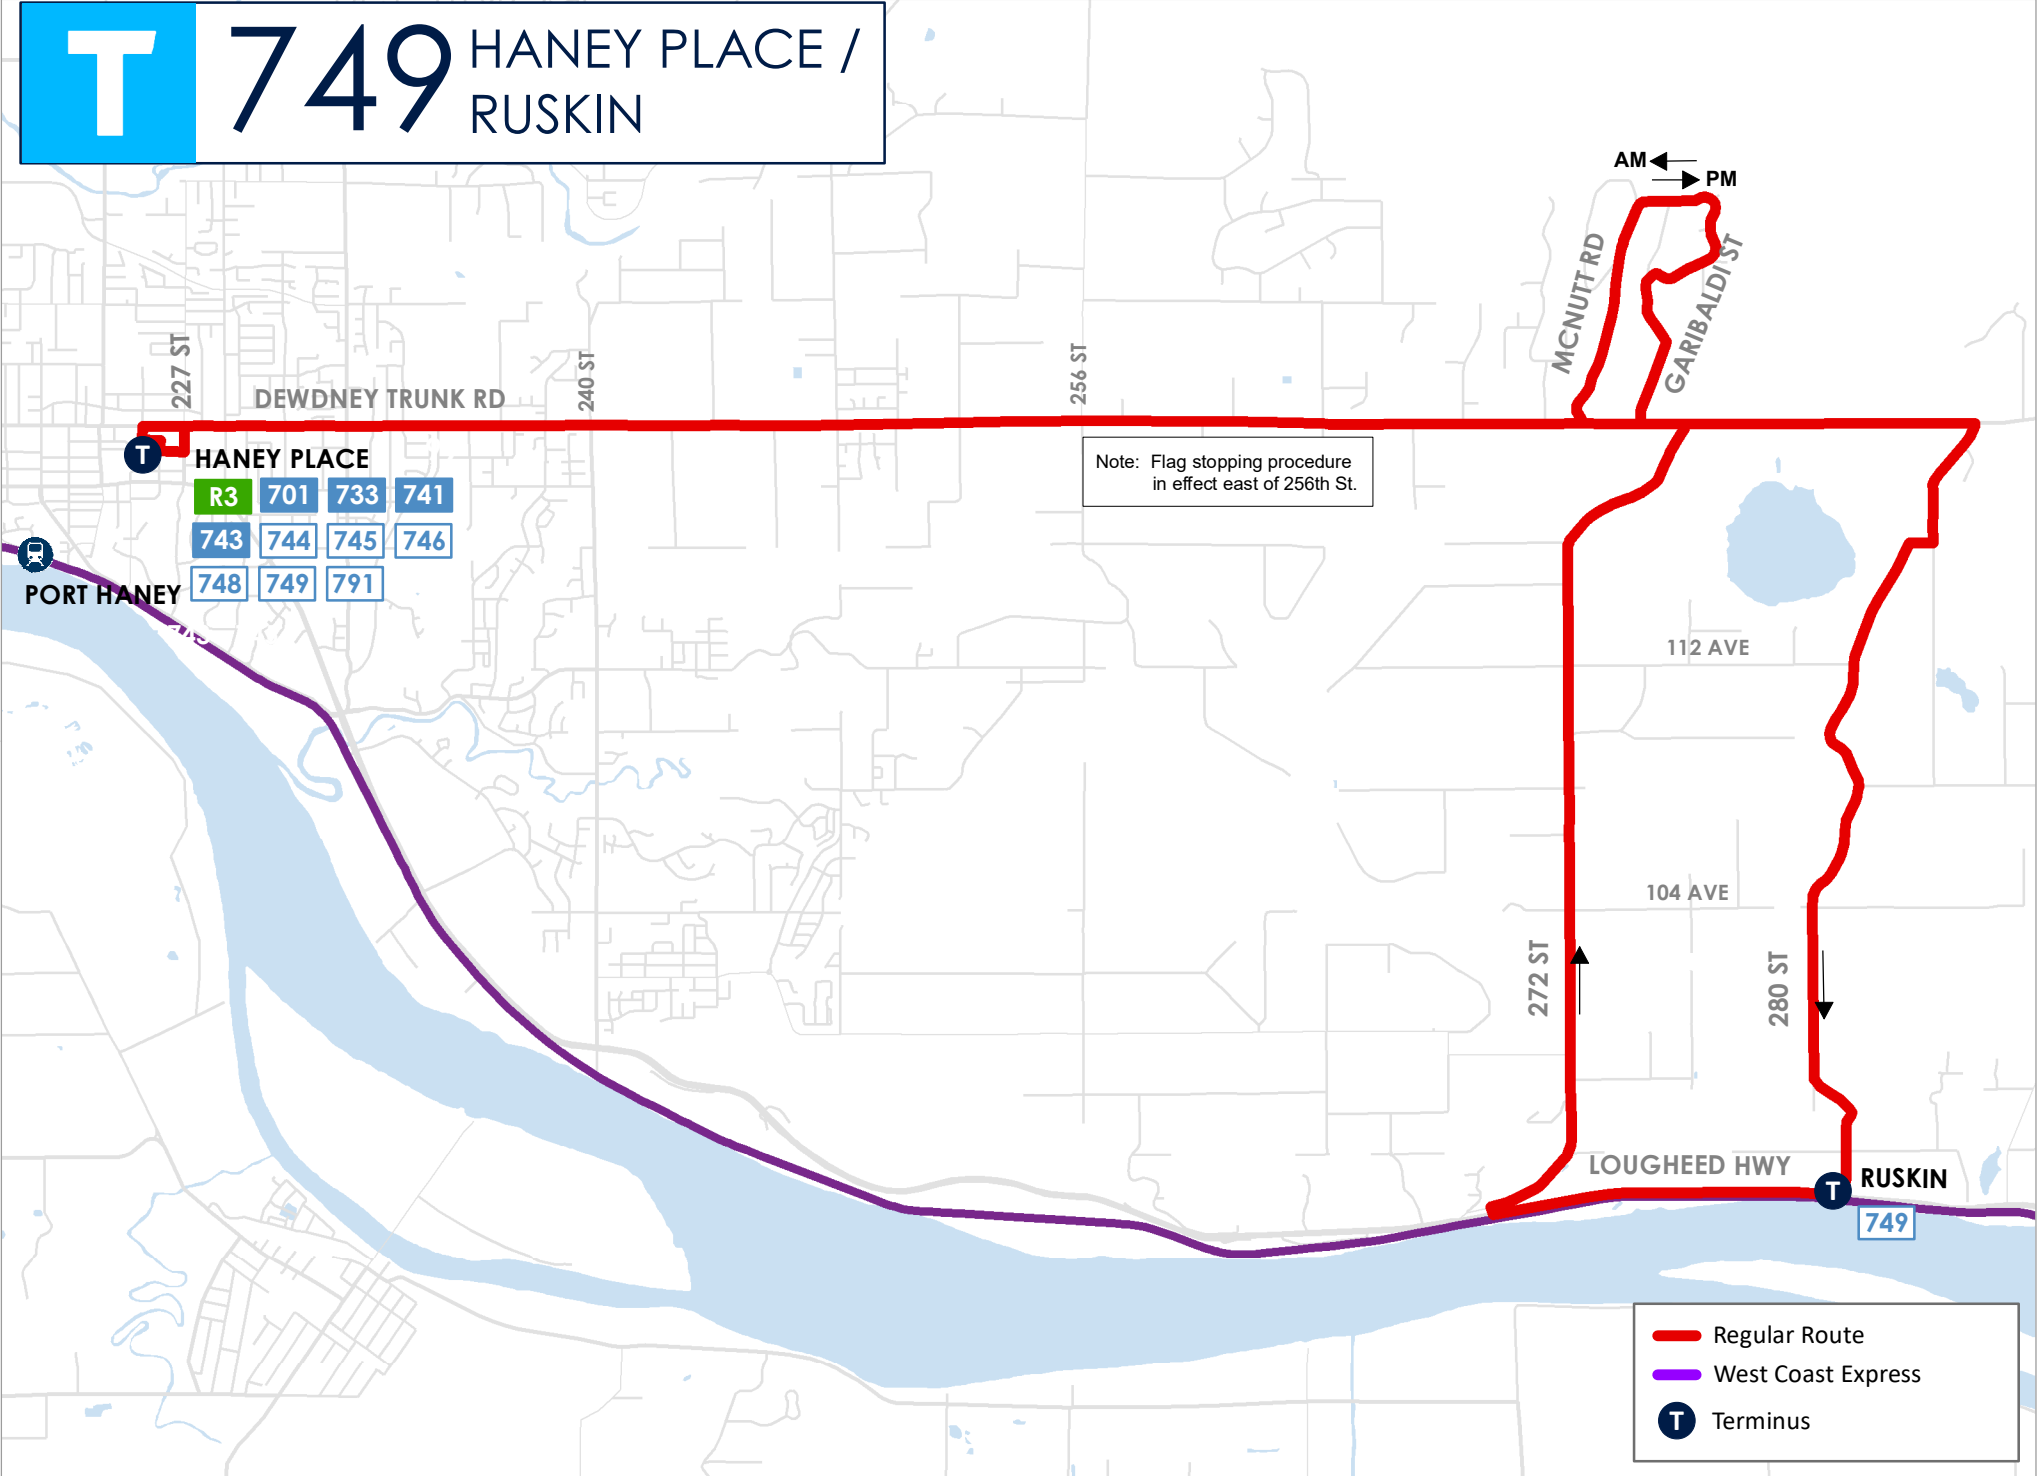 T
749
HANEY PLACE /
RUSKIN
AM
PM
MCNUTT RD
GARIBALDI ST
227 ST
DEWDNEY TRUNK RD
240 ST
256 ST
T
HANEY PLACE
R3 701 733 741
743 744 745 746
748 749 791
PORT HANEY
Note: Flag stopping procedure
in effect east of 256th St.
112 AVE
104 AVE
272 ST
280 ST
LOUGHEED HWY
T
RUSKIN
749
Regular Route
West Coast Express
T Terminus